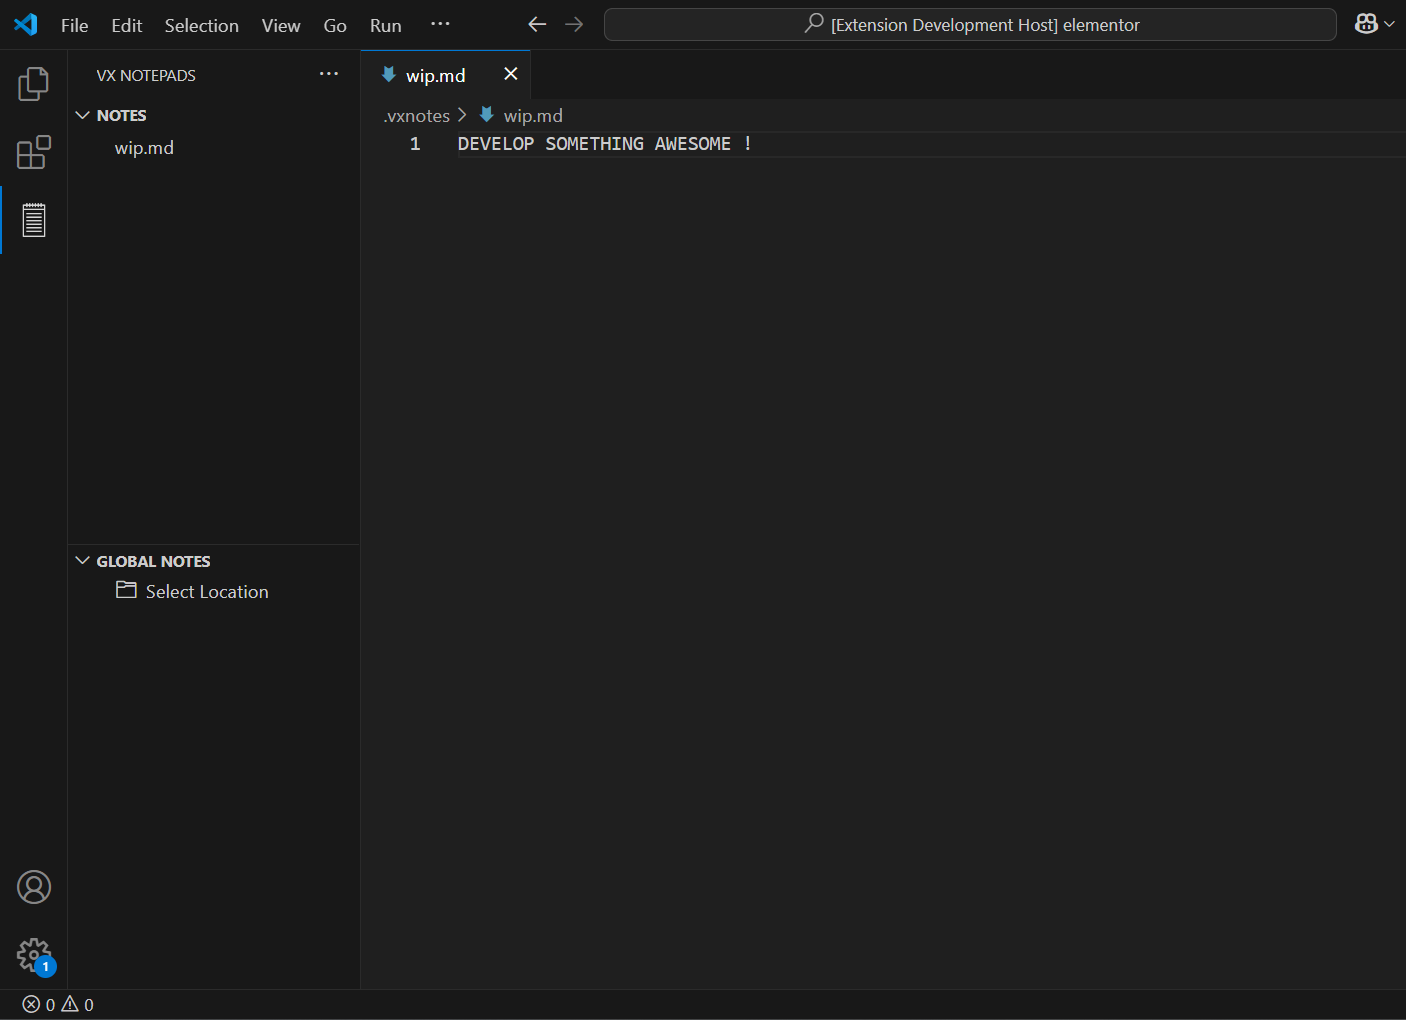 File Edit Selection View Go Run ···
[Extension Development Host] elementor
VX NOTEPADS ···
NOTES
wip.md
GLOBAL NOTES
Select Location
wip.md
.vxnotes > wip.md
1 DEVELOP SOMETHING AWESOME !
1
0 0